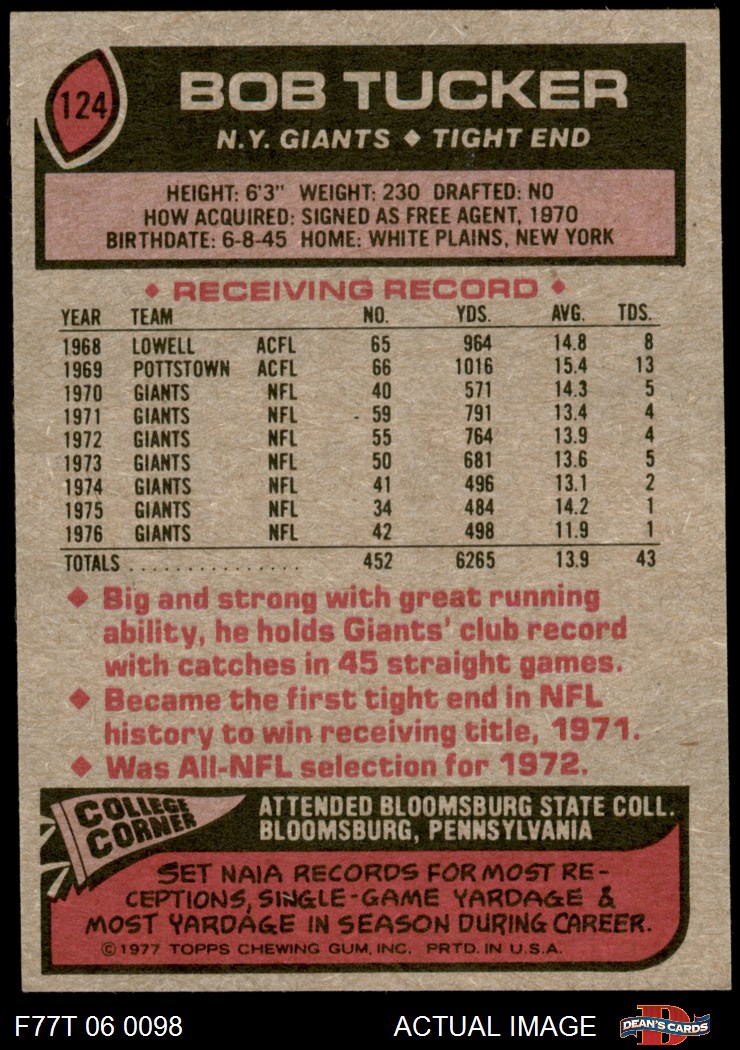 124
BOB TUCKER
N.Y. GIANTS ♦ TIGHT END
HEIGHT: 6'3" WEIGHT: 230 DRAFTED: NO
HOW ACQUIRED: SIGNED AS FREE AGENT, 1970
BIRTHDATE: 6-8-45 HOME: WHITE PLAINS, NEW YORK
♦ RECEIVING RECORD ♦
YEAR TEAM NO. YDS. AVG. TDS.
1968 LOWELL ACFL 65 964 14.8 8
1969 POTTSTOWN ACFL 66 1016 15.4 13
1970 GIANTS NFL 40 571 14.3 5
1971 GIANTS NFL 59 791 13.4 4
1972 GIANTS NFL 55 764 13.9 4
1973 GIANTS NFL 50 681 13.6 5
1974 GIANTS NFL 41 496 13.1 2
1975 GIANTS NFL 34 484 14.2 1
1976 GIANTS NFL 42 498 11.9 1
TOTALS . . . . . . . . . . . . . . . 452 6265 13.9 43
♦ Big and strong with great running
ability, he holds Giants' club record
with catches in 45 straight games.
♦ Became the first tight end in NFL
history to win receiving title, 1971.
♦ Was All-NFL selection for 1972.
COLLEGE
CORNER
ATTENDED BLOOMSBURG STATE COLL.
BLOOMSBURG, PENNSYLVANIA
SET NAIA RECORDS FOR MOST RE-
CEPTIONS, SINGLE-GAME YARDAGE &
MOST YARDAGE IN SEASON DURING CAREER.
©1977 TOPPS CHEWING GUM, INC. PRTD. IN U.S.A.
F77T 06 0098 ACTUAL IMAGE
D
DEAN'S CARDS